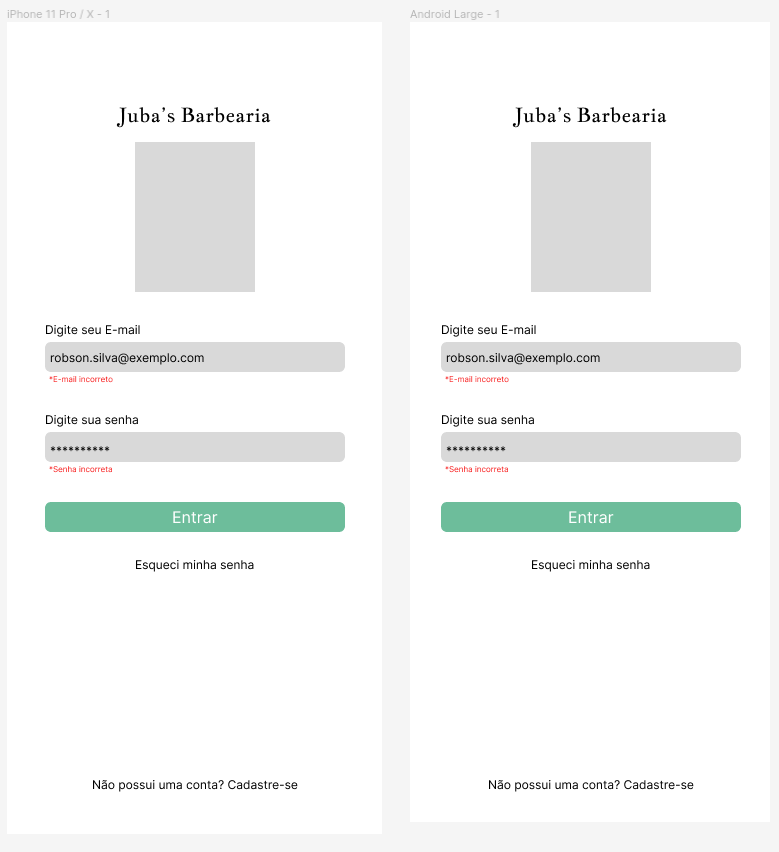 iPhone 11 Pro / X - 1
Juba's Barbearia
Digite seu E-mail
robson.silva@exemplo.com
*E-mail incorreto
Digite sua senha
**********
*Senha incorreta
Entrar
Esqueci minha senha
Não possui uma conta? Cadastre-se
Android Large - 1
Juba's Barbearia
Digite seu E-mail
robson.silva@exemplo.com
*E-mail incorreto
Digite sua senha
**********
*Senha incorreta
Entrar
Esqueci minha senha
Não possui uma conta? Cadastre-se